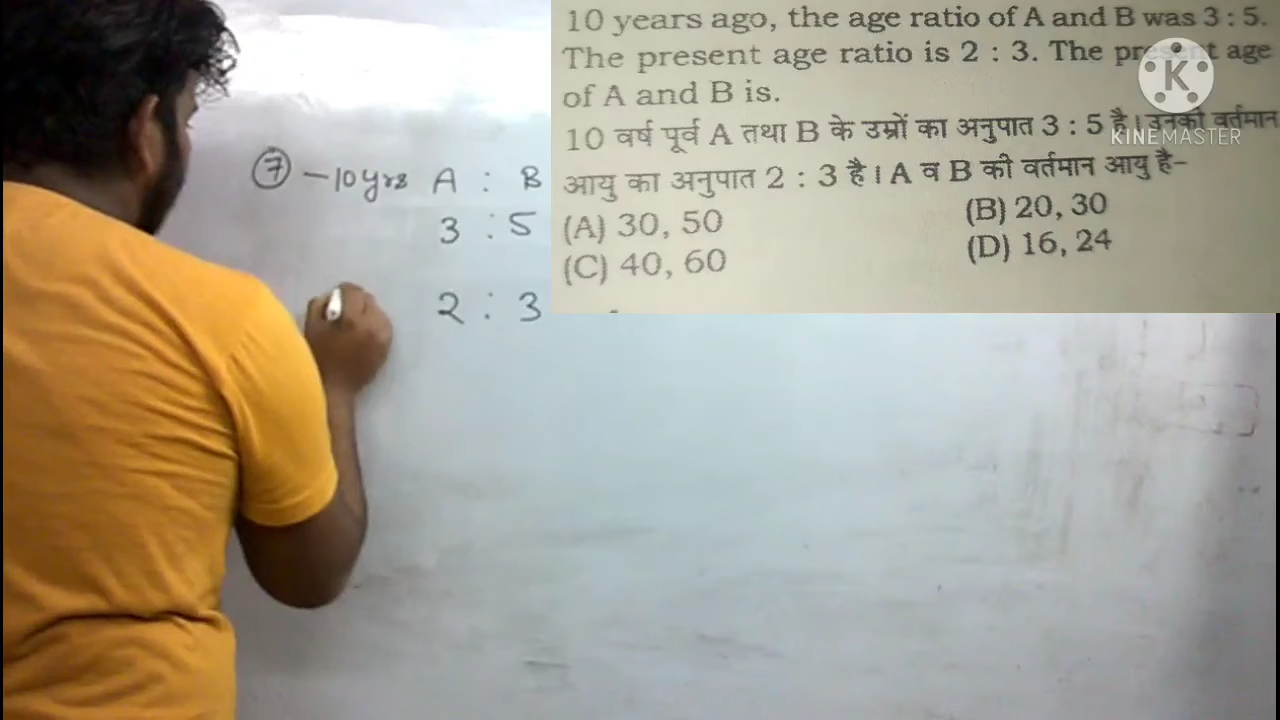 10 years ago, the age ratio of A and B was 3 : 5.
The present age ratio is 2 : 3. The present age
of A and B is.
10 वर्ष पूर्व A तथा B के उम्रों का अनुपात 3 : 5 है। उनकी वर्तमान
आयु का अनुपात 2 : 3 है। A व B की वर्तमान आयु है–
(A) 30, 50
(B) 20, 30
(C) 40, 60
(D) 16, 24
K
KINEMASTER
7 -10yrs A : B
3 : 5
2 : 3